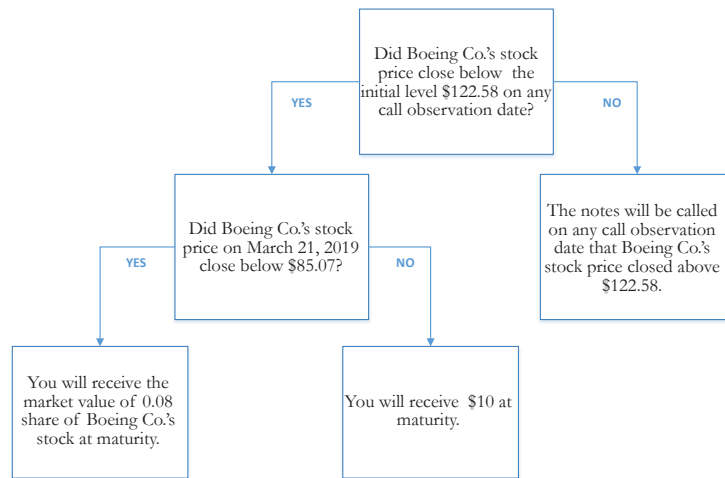 Did Boeing Co.'s stock
price close below the
initial level $122.58 on any
call observation date?
YES
NO
Did Boeing Co.'s stock
price on March 21, 2019
close below $85.07?
The notes will be called
on any call observation
date that Boeing Co.'s
stock price closed above
$122.58.
YES
NO
You will receive the
market value of 0.08
share of Boeing Co.'s
stock at maturity.
You will receive $10 at
maturity.